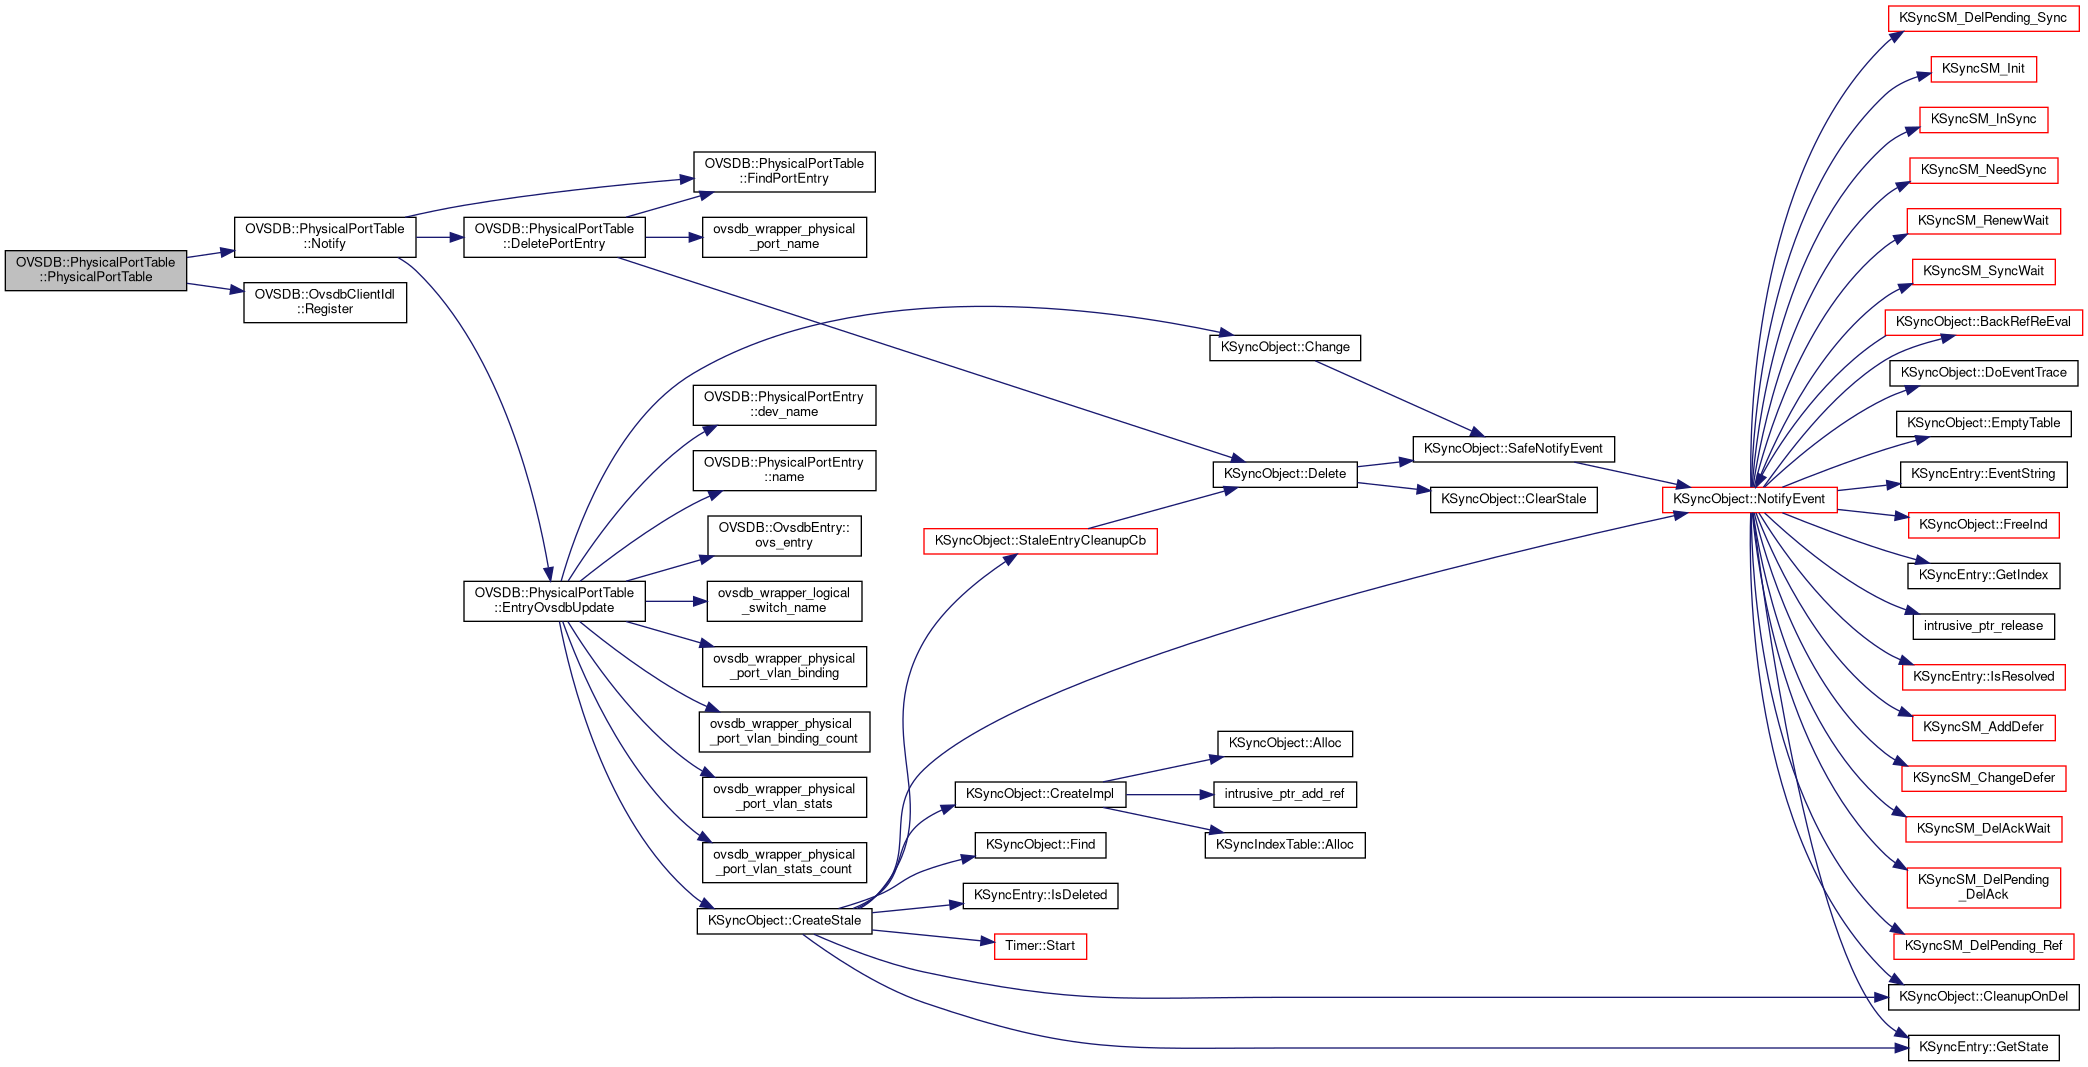 OVSDB::PhysicalPortTable
::PhysicalPortTable
OVSDB::PhysicalPortTable
::Notify
OVSDB::OvsdbClientIdl
::Register
OVSDB::PhysicalPortTable
::DeletePortEntry
OVSDB::PhysicalPortTable
::EntryOvsdbUpdate
OVSDB::PhysicalPortTable
::FindPortEntry
ovsdb_wrapper_physical
_port_name
OVSDB::PhysicalPortEntry
::dev_name
OVSDB::PhysicalPortEntry
::name
OVSDB::OvsdbEntry::
ovs_entry
ovsdb_wrapper_logical
_switch_name
ovsdb_wrapper_physical
_port_vlan_binding
ovsdb_wrapper_physical
_port_vlan_binding_count
ovsdb_wrapper_physical
_port_vlan_stats
ovsdb_wrapper_physical
_port_vlan_stats_count
KSyncObject::CreateStale
KSyncObject::StaleEntryCleanupCb
KSyncObject::CreateImpl
KSyncObject::Find
KSyncEntry::IsDeleted
Timer::Start
KSyncObject::Change
KSyncObject::Delete
KSyncObject::Alloc
intrusive_ptr_add_ref
KSyncIndexTable::Alloc
KSyncObject::SafeNotifyEvent
KSyncObject::ClearStale
KSyncObject::NotifyEvent
KSyncSM_DelPending_Sync
KSyncSM_Init
KSyncSM_InSync
KSyncSM_NeedSync
KSyncSM_RenewWait
KSyncSM_SyncWait
KSyncObject::BackRefReEval
KSyncObject::DoEventTrace
KSyncObject::EmptyTable
KSyncEntry::EventString
KSyncObject::FreeInd
KSyncEntry::GetIndex
intrusive_ptr_release
KSyncEntry::IsResolved
KSyncSM_AddDefer
KSyncSM_ChangeDefer
KSyncSM_DelAckWait
KSyncSM_DelPending
_DelAck
KSyncSM_DelPending_Ref
KSyncObject::CleanupOnDel
KSyncEntry::GetState